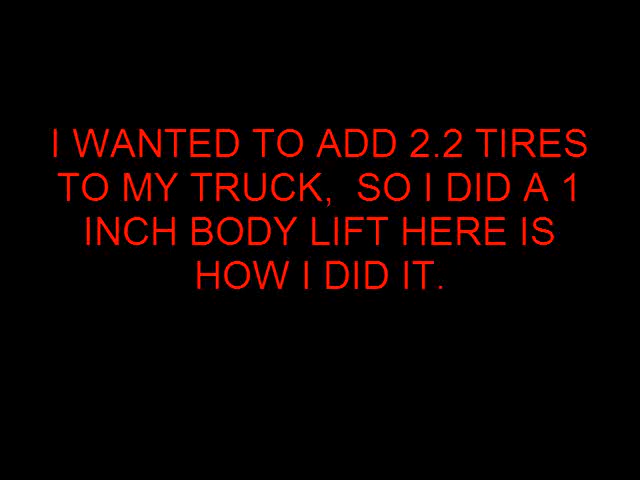 I WANTED TO ADD 2.2 TIRES
TO MY TRUCK,  SO I DID A 1
INCH BODY LIFT HERE IS
HOW I DID IT.